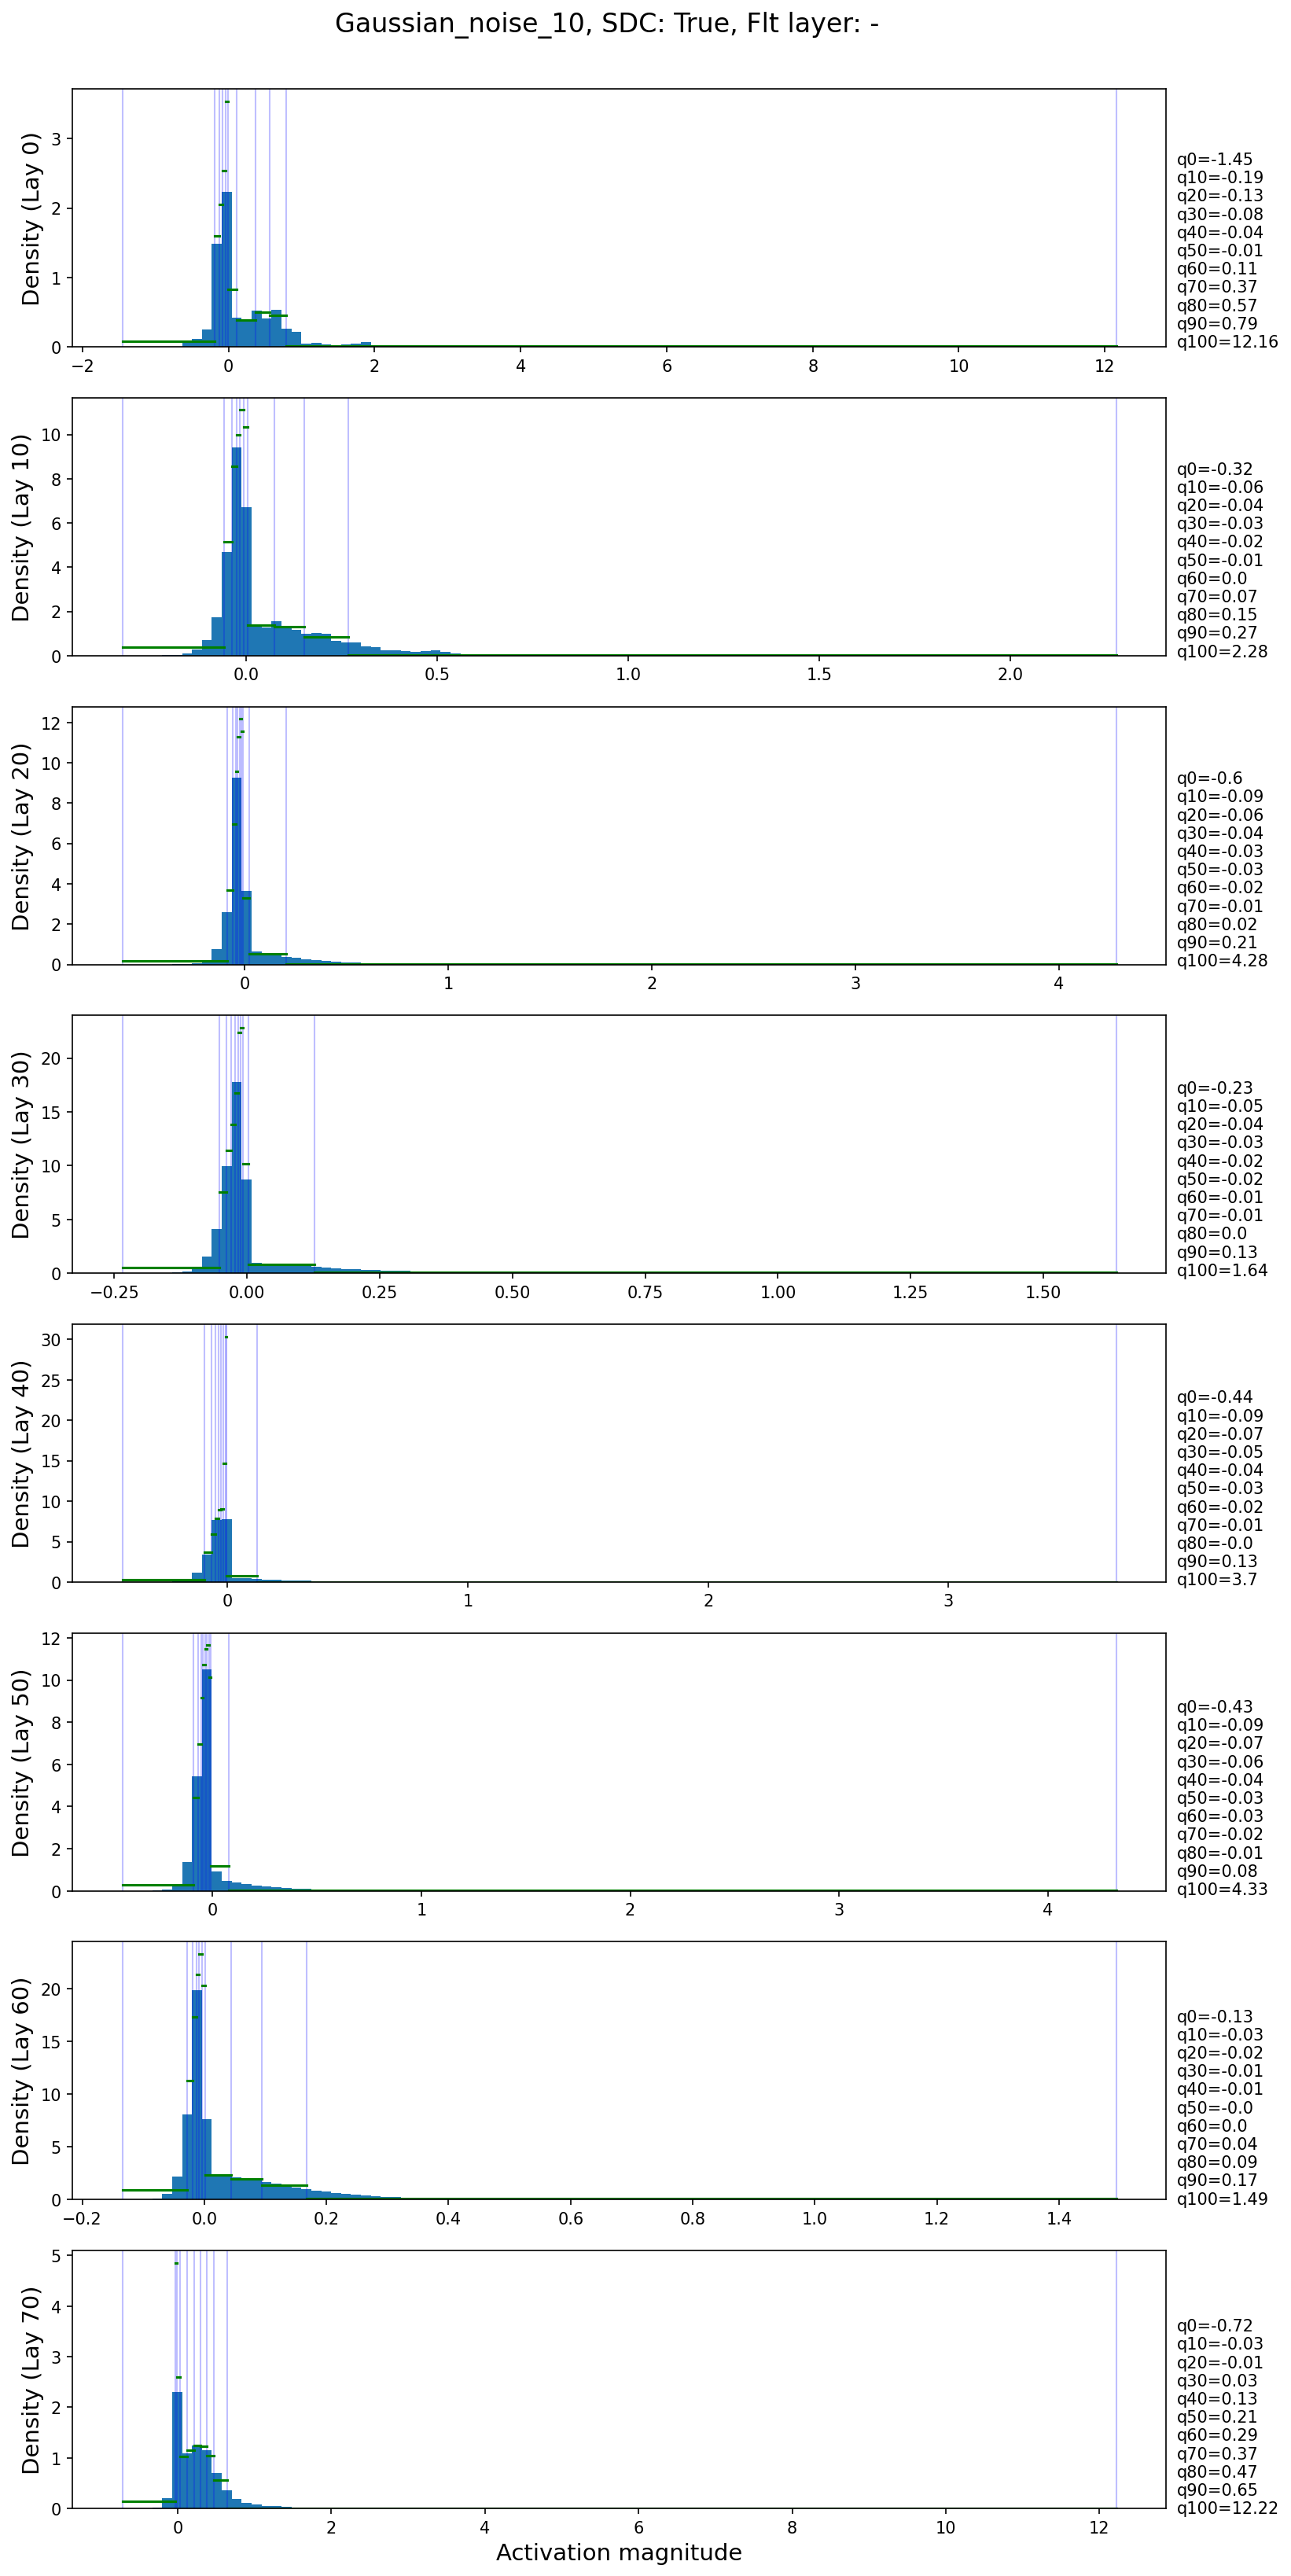 Gaussian_noise_10, SDC: True, Flt layer: -
Density (Lay 0)
3
2
1
0
−2 0 2 4 6 8 10 12
q0=-1.45
q10=-0.19
q20=-0.13
q30=-0.08
q40=-0.04
q50=-0.01
q60=0.11
q70=0.37
q80=0.57
q90=0.79
q100=12.16
Density (Lay 10)
10
8
6
4
2
0
0.0 0.5 1.0 1.5 2.0
q0=-0.32
q10=-0.06
q20=-0.04
q30=-0.03
q40=-0.02
q50=-0.01
q60=0.0
q70=0.07
q80=0.15
q90=0.27
q100=2.28
Density (Lay 20)
12
10
8
6
4
2
0
0 1 2 3 4
q0=-0.6
q10=-0.09
q20=-0.06
q30=-0.04
q40=-0.03
q50=-0.03
q60=-0.02
q70=-0.01
q80=0.02
q90=0.21
q100=4.28
Density (Lay 30)
20
15
10
5
0
−0.25 0.00 0.25 0.50 0.75 1.00 1.25 1.50
q0=-0.23
q10=-0.05
q20=-0.04
q30=-0.03
q40=-0.02
q50=-0.02
q60=-0.01
q70=-0.01
q80=0.0
q90=0.13
q100=1.64
Density (Lay 40)
30
25
20
15
10
5
0
0 1 2 3
q0=-0.44
q10=-0.09
q20=-0.07
q30=-0.05
q40=-0.04
q50=-0.03
q60=-0.02
q70=-0.01
q80=-0.0
q90=0.13
q100=3.7
Density (Lay 50)
12
10
8
6
4
2
0
0 1 2 3 4
q0=-0.43
q10=-0.09
q20=-0.07
q30=-0.06
q40=-0.04
q50=-0.03
q60=-0.03
q70=-0.02
q80=-0.01
q90=0.08
q100=4.33
Density (Lay 60)
20
15
10
5
0
−0.2 0.0 0.2 0.4 0.6 0.8 1.0 1.2 1.4
q0=-0.13
q10=-0.03
q20=-0.02
q30=-0.01
q40=-0.01
q50=-0.0
q60=0.0
q70=0.04
q80=0.09
q90=0.17
q100=1.49
Density (Lay 70)
5
4
3
2
1
0
0 2 4 6 8 10 12
q0=-0.72
q10=-0.03
q20=-0.01
q30=0.03
q40=0.13
q50=0.21
q60=0.29
q70=0.37
q80=0.47
q90=0.65
q100=12.22
Activation magnitude